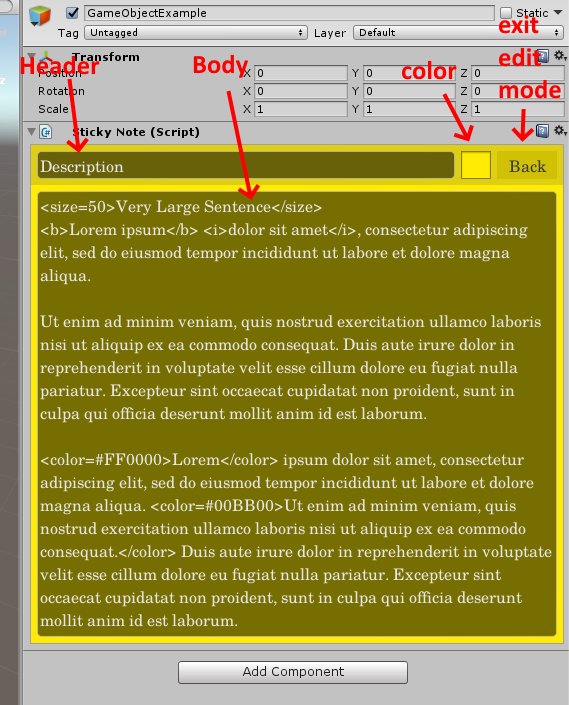 GameObjectExample
Static
exit
Tag Untagged Layer Default
edit
mode
Transform
Header
Body
color
Position X 0 Y 0 Z 0
Rotation X 0 Y 0 Z 0
Scale X 1 Y 1 Z 1
Sticky Note (Script)
Description
Back
<size=50>Very Large Sentence</size>
<b>Lorem ipsum</b> <i>dolor sit amet</i>, consectetur adipiscing
elit, sed do eiusmod tempor incididunt ut labore et dolore magna
aliqua.
Ut enim ad minim veniam, quis nostrud exercitation ullamco laboris
nisi ut aliquip ex ea commodo consequat. Duis aute irure dolor in
reprehenderit in voluptate velit esse cillum dolore eu fugiat nulla
pariatur. Excepteur sint occaecat cupidatat non proident, sunt in
culpa qui officia deserunt mollit anim id est laborum.
<color=#FF0000>Lorem</color> ipsum dolor sit amet, consectetur
adipiscing elit, sed do eiusmod tempor incididunt ut labore et dolore
magna aliqua. <color=#00BB00>Ut enim ad minim veniam, quis
nostrud exercitation ullamco laboris nisi ut aliquip ex ea commodo
consequat.</color> Duis aute irure dolor in reprehenderit in voluptate
velit esse cillum dolore eu fugiat nulla pariatur. Excepteur sint
occaecat cupidatat non proident, sunt in culpa qui officia deserunt
mollit anim id est laborum.
Add Component